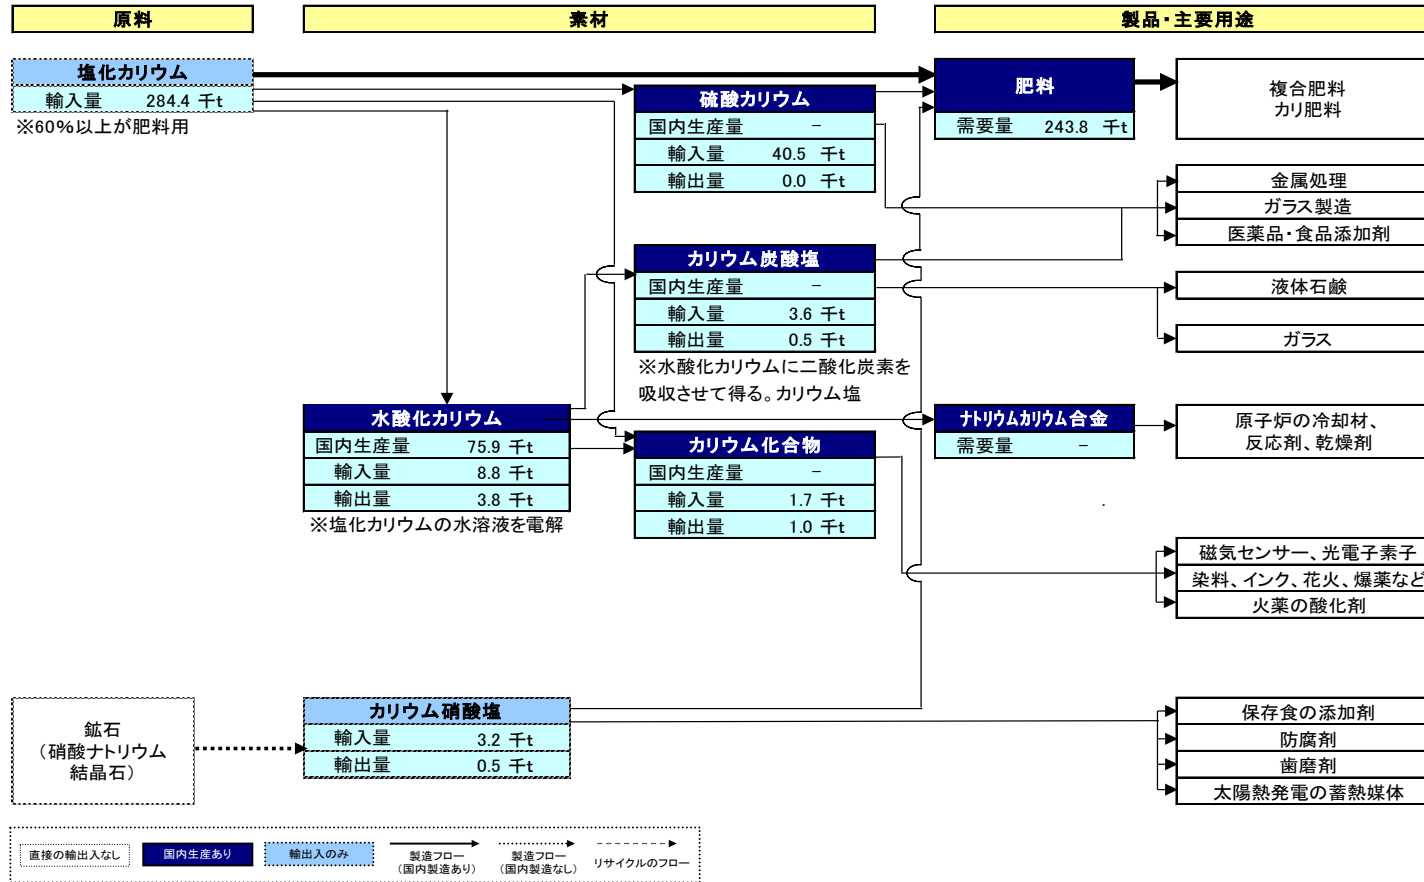 原料
素材
製品・主要用途
塩化カリウム
輸入量 284.4 千t
※60%以上が肥料用
硫酸カリウム
国内生産量 －
輸入量 40.5 千t
輸出量 0.0 千t
肥料
需要量 243.8 千t
複合肥料
カリ肥料
金属処理
ガラス製造
医薬品・食品添加剤
カリウム炭酸塩
国内生産量 －
輸入量 3.6 千t
輸出量 0.5 千t
※水酸化カリウムに二酸化炭素を
吸収させて得る。カリウム塩
液体石鹸
ガラス
水酸化カリウム
国内生産量 75.9 千t
輸入量 8.8 千t
輸出量 3.8 千t
※塩化カリウムの水溶液を電解
カリウム化合物
国内生産量 －
輸入量 1.7 千t
輸出量 1.0 千t
ナトリウムカリウム合金
需要量 －
原子炉の冷却材、
反応剤、乾燥剤
磁気センサー、光電子素子
染料、インク、花火、爆薬など
火薬の酸化剤
鉱石
（硝酸ナトリウム
結晶石）
カリウム硝酸塩
輸入量 3.2 千t
輸出量 0.5 千t
保存食の添加剤
防腐剤
歯磨剤
太陽熱発電の蓄熱媒体
直接の輸出入なし
国内生産あり
輸出入のみ
製造フロー
（国内製造あり）
製造フロー
（国内製造なし）
リサイクルのフロー